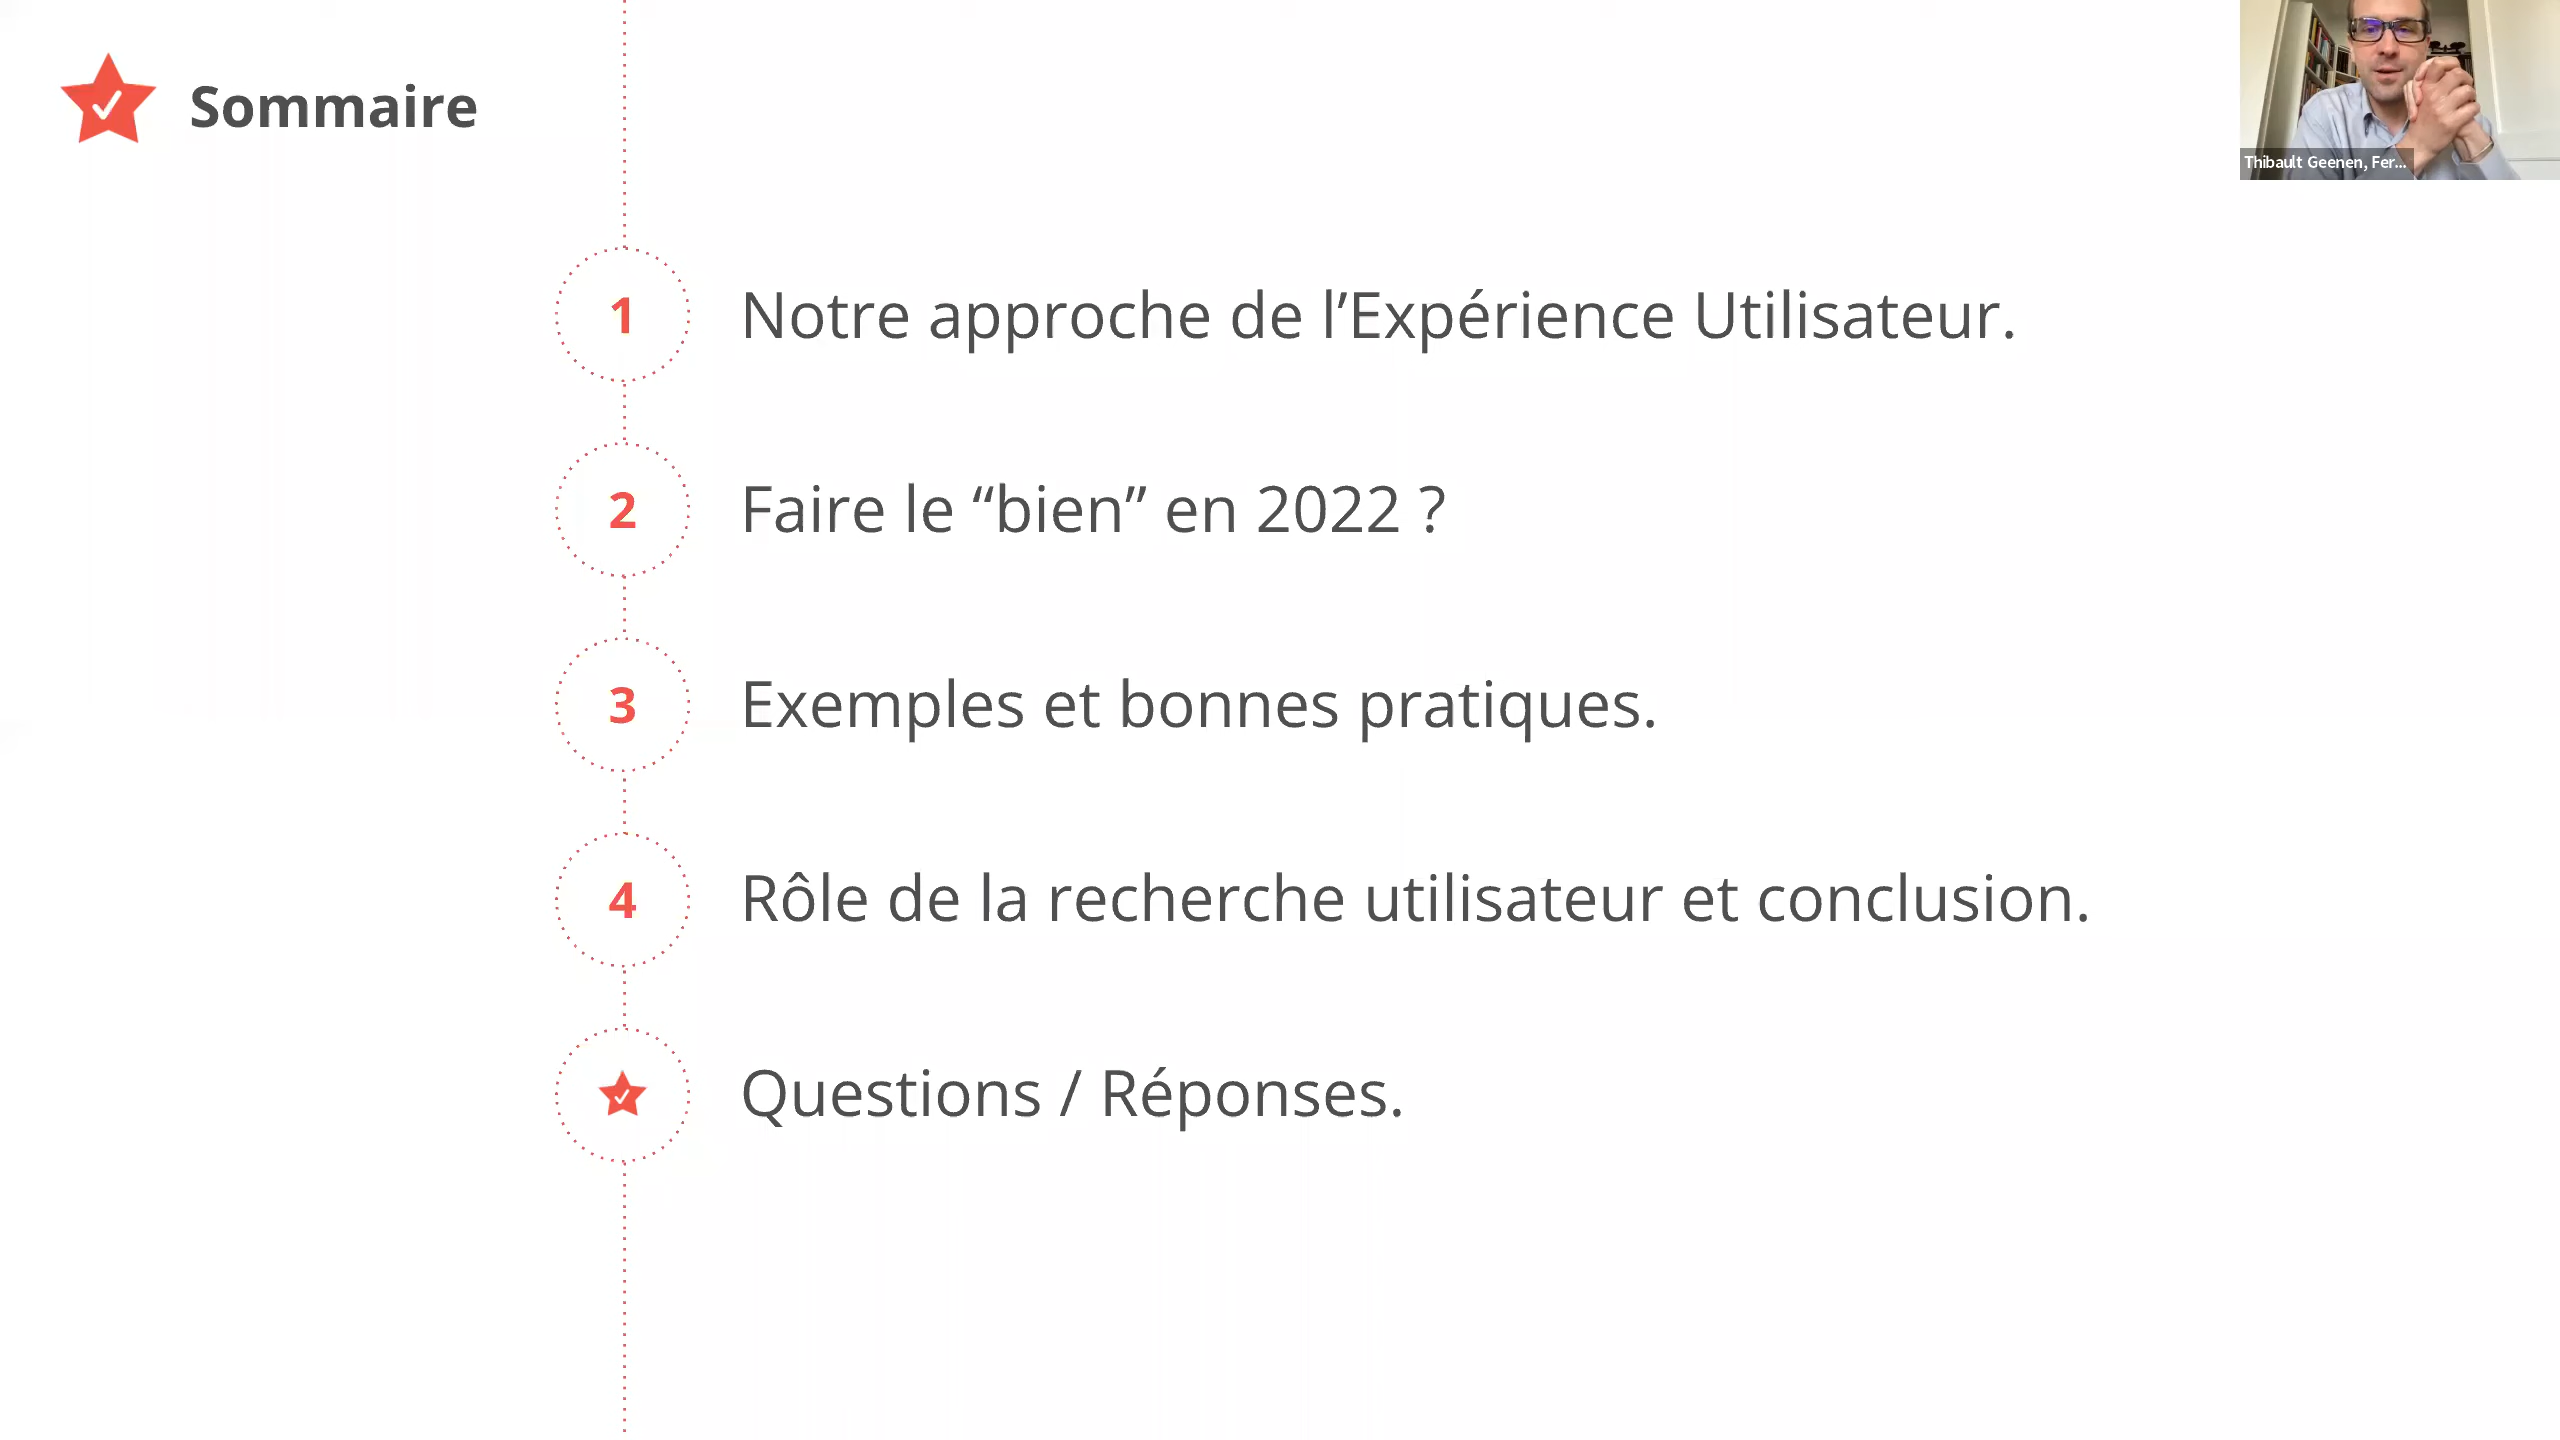 Sommaire
Thibault Geenen, Fer...
1 Notre approche de l’Expérience Utilisateur.
2 Faire le “bien” en 2022 ?
3 Exemples et bonnes pratiques.
4 Rôle de la recherche utilisateur et conclusion.
Questions / Réponses.